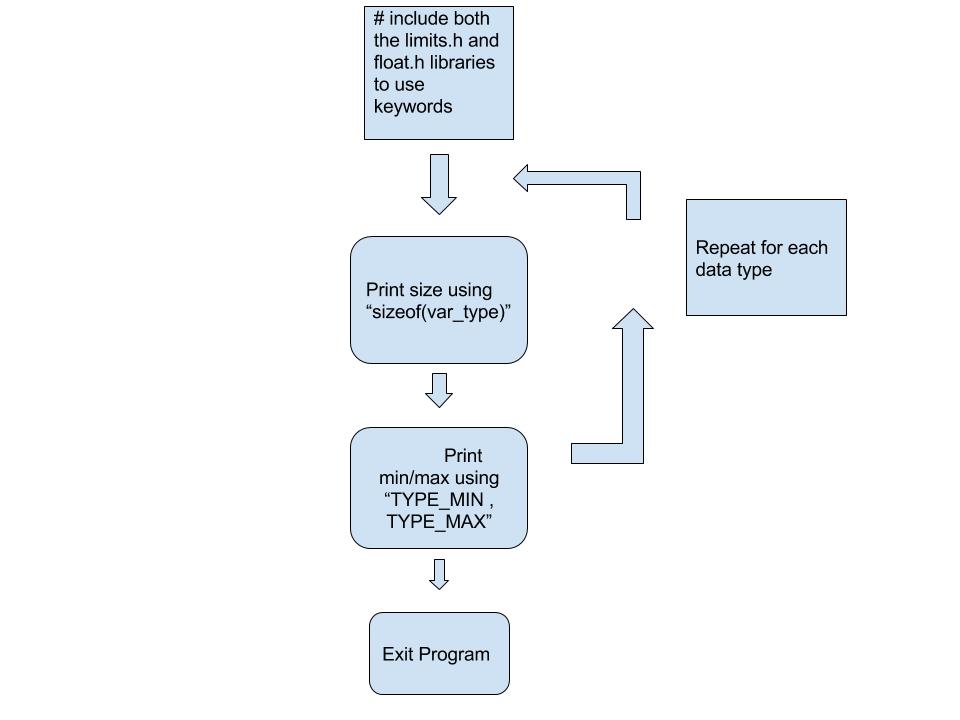 # include both
the limits.h and
float.h libraries
to use
keywords
Repeat for each
data type
Print size using
“sizeof(var_type)”
Print
min/max using
“TYPE_MIN ,
TYPE_MAX”
Exit Program